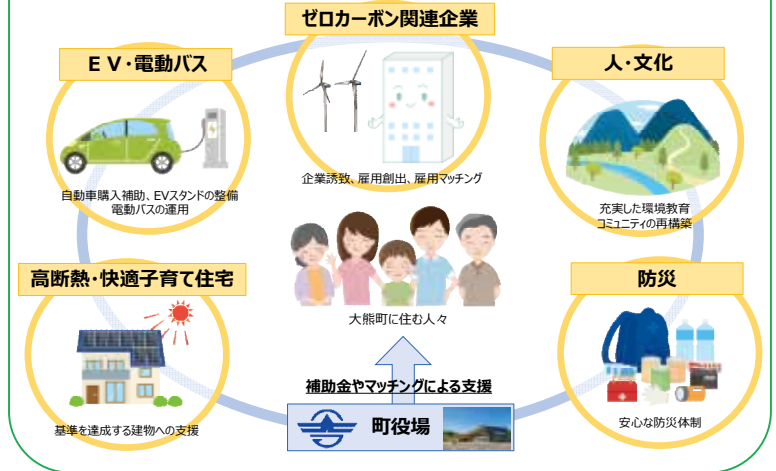 ゼロカーボン関連企業
ＥＶ・電動バス
人・文化
企業誘致、雇用創出、雇用マッチング
自動車購入補助、EVスタンドの整備
電動バスの運用
充実した環境教育
コミュニティの再構築
高断熱・快適子育て住宅
防災
大熊町に住む人々
補助金やマッチングによる支援
町役場
基準を達成する建物への支援
安心な防災体制